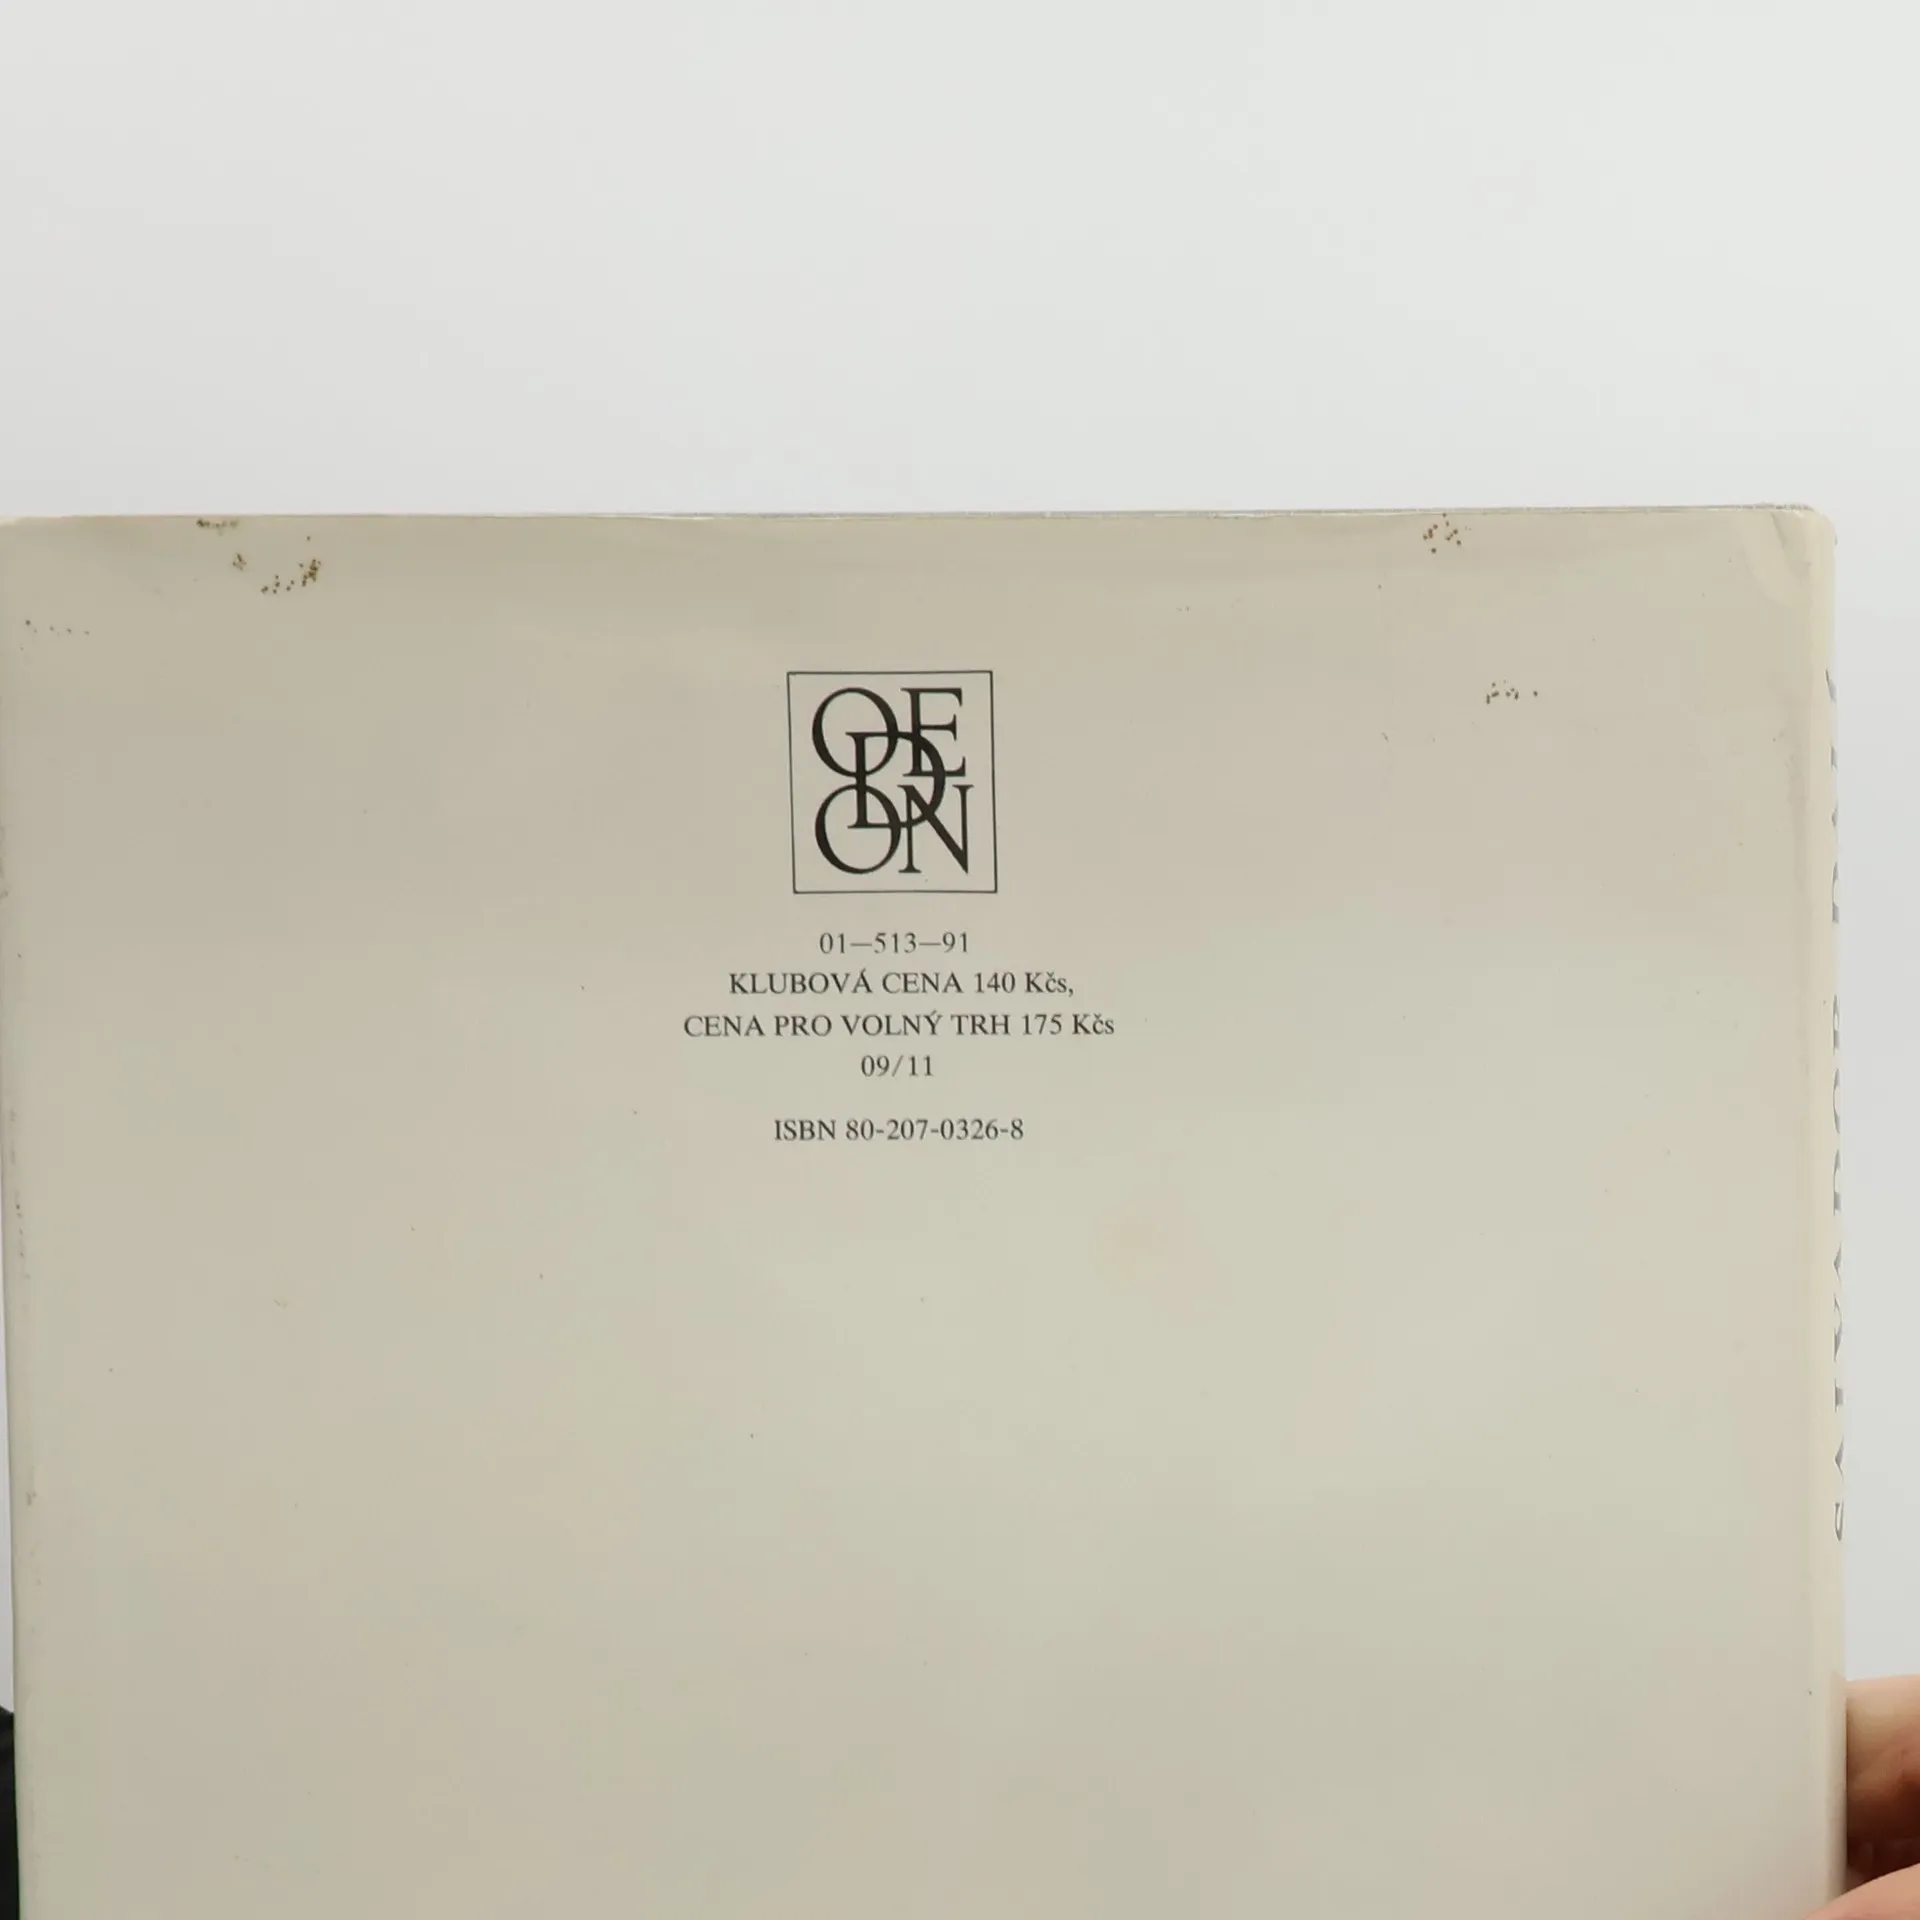 ODEON
01—513—91
KLUBOVÁ CENA 140 Kčs,
CENA PRO VOLNÝ TRH 175 Kčs
09/11
ISBN 80-207-0326-8